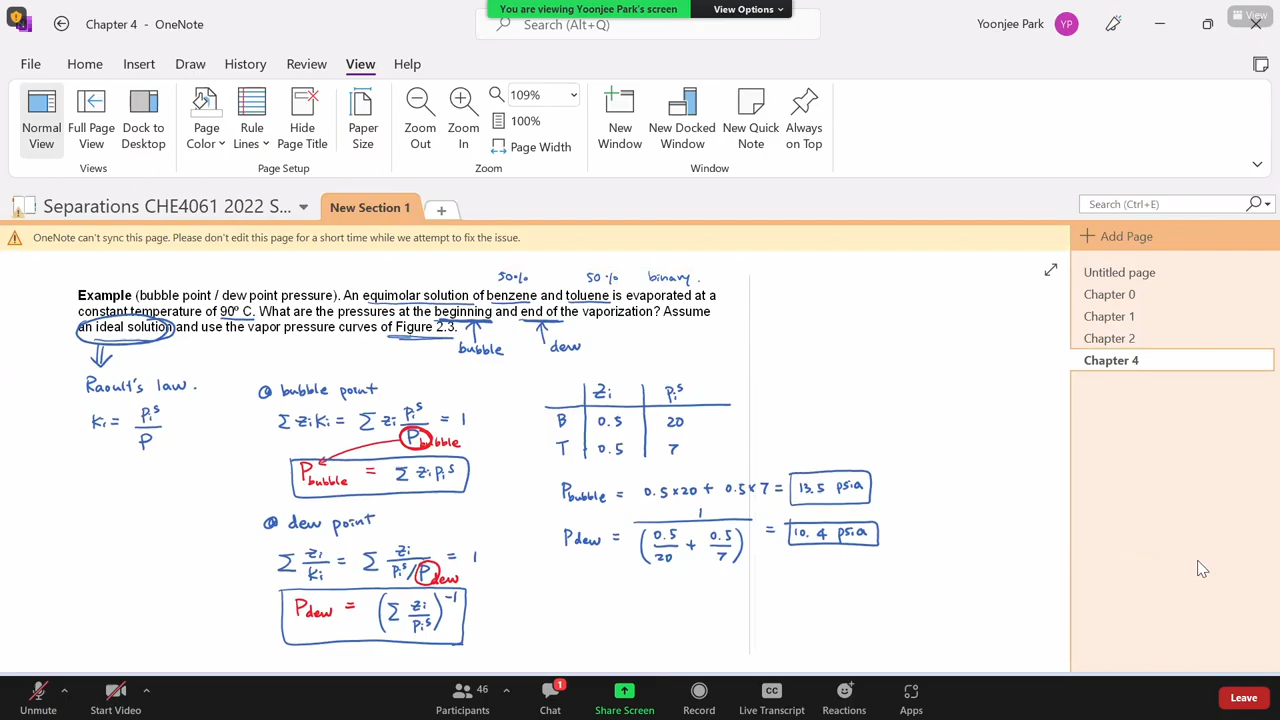 You are viewing Yoonjee Park's screen
View Options
Chapter 4 - OneNote
Search (Alt+Q)
Yoonjee Park
YP
View
File Home Insert Draw History Review View Help
Normal View
Full Page View
Dock to Desktop
Views
Page Color
Rule Lines
Hide Page Title
Paper Size
Page Setup
Zoom Out
Zoom In
109%
100%
Page Width
Zoom
New Window
New Docked Window
New Quick Note
Always on Top
Window
Separations CHE4061 2022 S...
New Section 1
Search (Ctrl+E)
OneNote can't sync this page. Please don't edit this page for a short time while we attempt to fix the issue.
Add Page
Untitled page
Chapter 0
Chapter 1
Chapter 2
Chapter 4
50% 50% binary.
Example (bubble point / dew point pressure). An equimolar solution of benzene and toluene is evaporated at a
constant temperature of 90º C. What are the pressures at the beginning and end of the vaporization? Assume
an ideal solution and use the vapor pressure curves of Figure 2.3.
bubble dew
Raoult's law.
Ki = Pi^s / P
@ bubble point
Σ zi Ki = Σ zi Pi^s / P bubble = 1
P bubble = Σ zi Pi^s
@ dew point
Σ zi / Ki = Σ zi / (Pi^s / P dew) = 1
P dew = (Σ zi / Pi^s)^-1
Zi Pi^s
B 0.5 20
T 0.5 7
P bubble = 0.5 × 20 + 0.5 × 7 = 13.5 psia
P dew = 1 / (0.5/20 + 0.5/7) = 10.4 psia
Unmute
Start Video
46
Participants
1
Chat
Share Screen
Record
CC
Live Transcript
Reactions
Apps
Leave